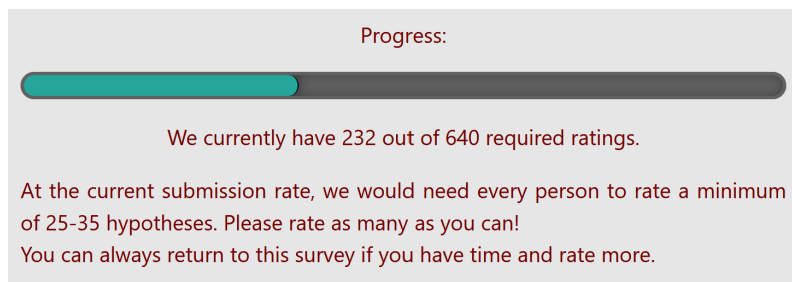 Progress:
We currently have 232 out of 640 required ratings.
At the current submission rate, we would need every person to rate a minimum
of 25-35 hypotheses. Please rate as many as you can!
You can always return to this survey if you have time and rate more.